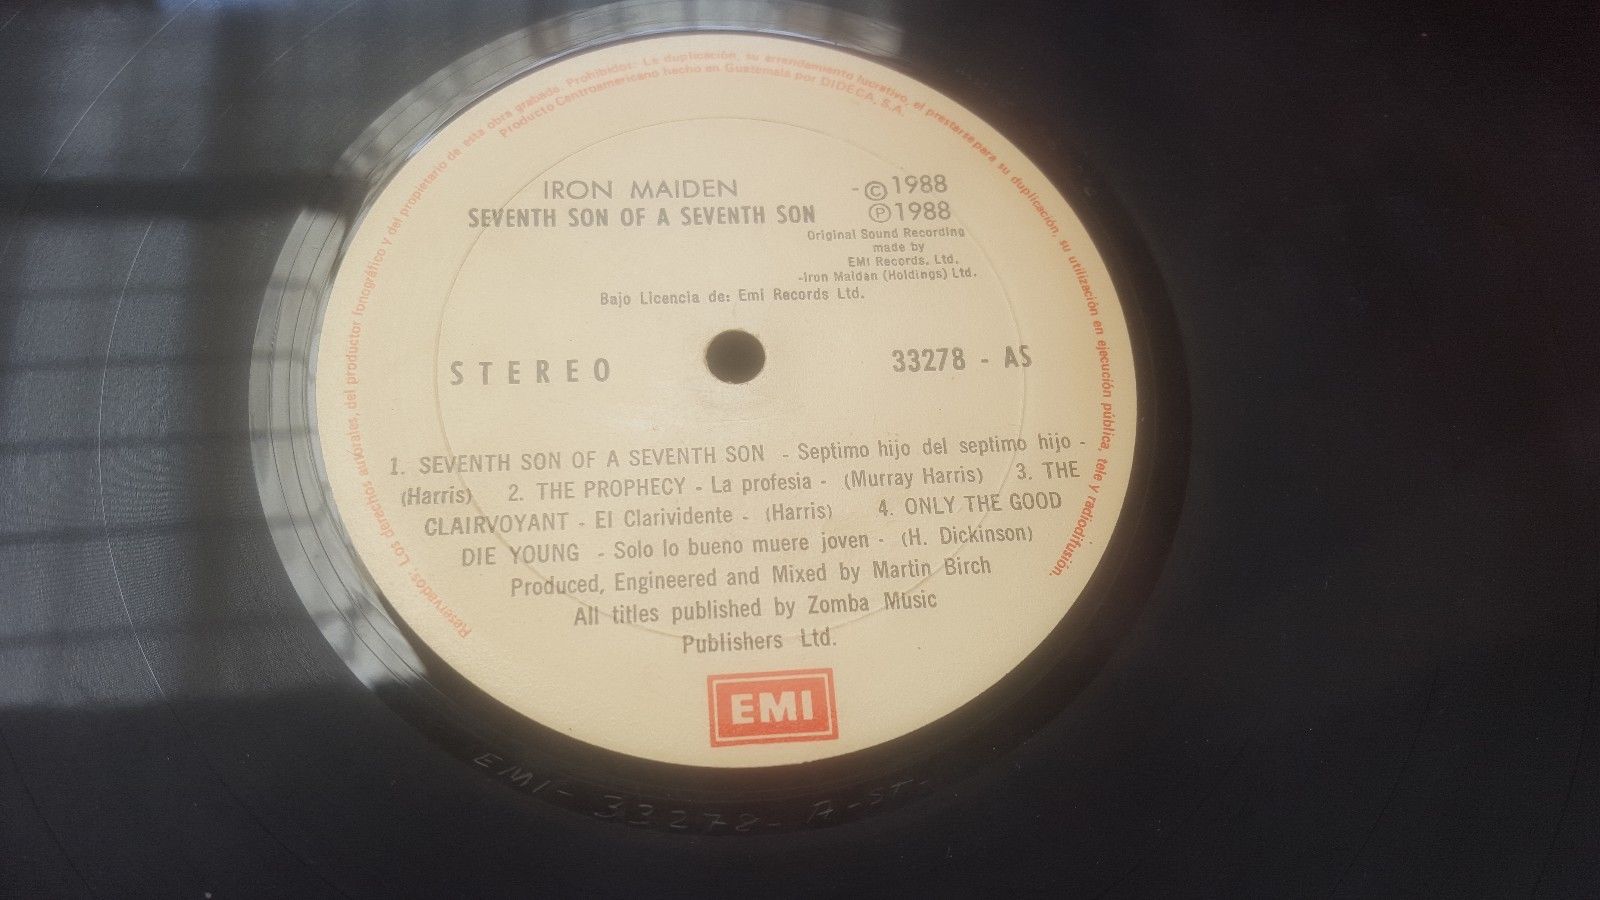 Reservados. Los derechos autorales, del productor fonográfico y del propietario de esta obra grabada. Prohibidos: La duplicación, su arrendamiento lucrativo, el prestarse para su duplicación, su utilización en ejecución pública, tele y radiodifusión.
Producto Centroamericano hecho en Guatemala por DIDECA, S.A.
IRON MAIDEN
SEVENTH SON OF A SEVENTH SON
- © 1988
℗ 1988
Original Sound Recording
made by
EMI Records, Ltd.
-Iron Maiden (Holdings) Ltd.
Bajo Licencia de: Emi Records Ltd.
STEREO
33278 - AS
1. SEVENTH SON OF A SEVENTH SON - Septimo hijo del septimo hijo -
(Harris) 2. THE PROPHECY - La profesia - (Murray Harris) 3. THE
CLAIRVOYANT - El Clarividente - (Harris) 4. ONLY THE GOOD
DIE YOUNG - Solo lo bueno muere joven - (H. Dickinson)
Produced, Engineered and Mixed by Martin Birch
All titles published by Zomba Music
Publishers Ltd.
EMI
EMI - 33278 - A - ST -